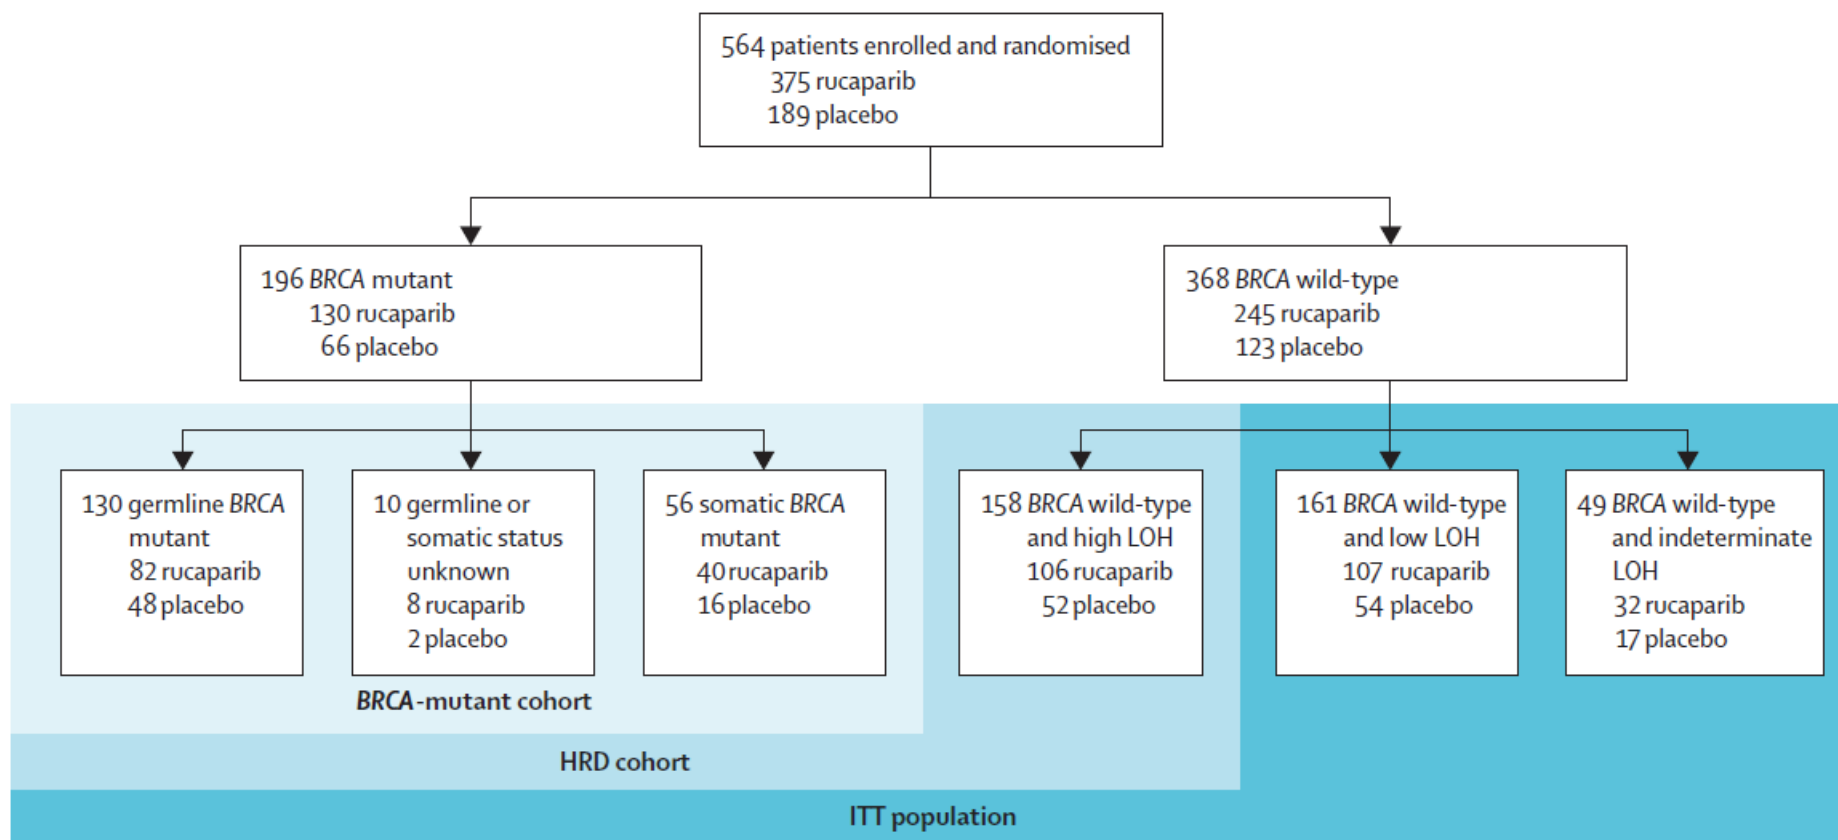 564 patients enrolled and randomised
375 rucaparib
189 placebo
196 BRCA mutant
130 rucaparib
66 placebo
368 BRCA wild-type
245 rucaparib
123 placebo
130 germline BRCA
mutant
82 rucaparib
48 placebo
10 germline or
somatic status
unknown
8 rucaparib
2 placebo
56 somatic BRCA
mutant
40 rucaparib
16 placebo
158 BRCA wild-type
and high LOH
106 rucaparib
52 placebo
161 BRCA wild-type
and low LOH
107 rucaparib
54 placebo
49 BRCA wild-type
and indeterminate
LOH
32 rucaparib
17 placebo
BRCA-mutant cohort
HRD cohort
ITT population